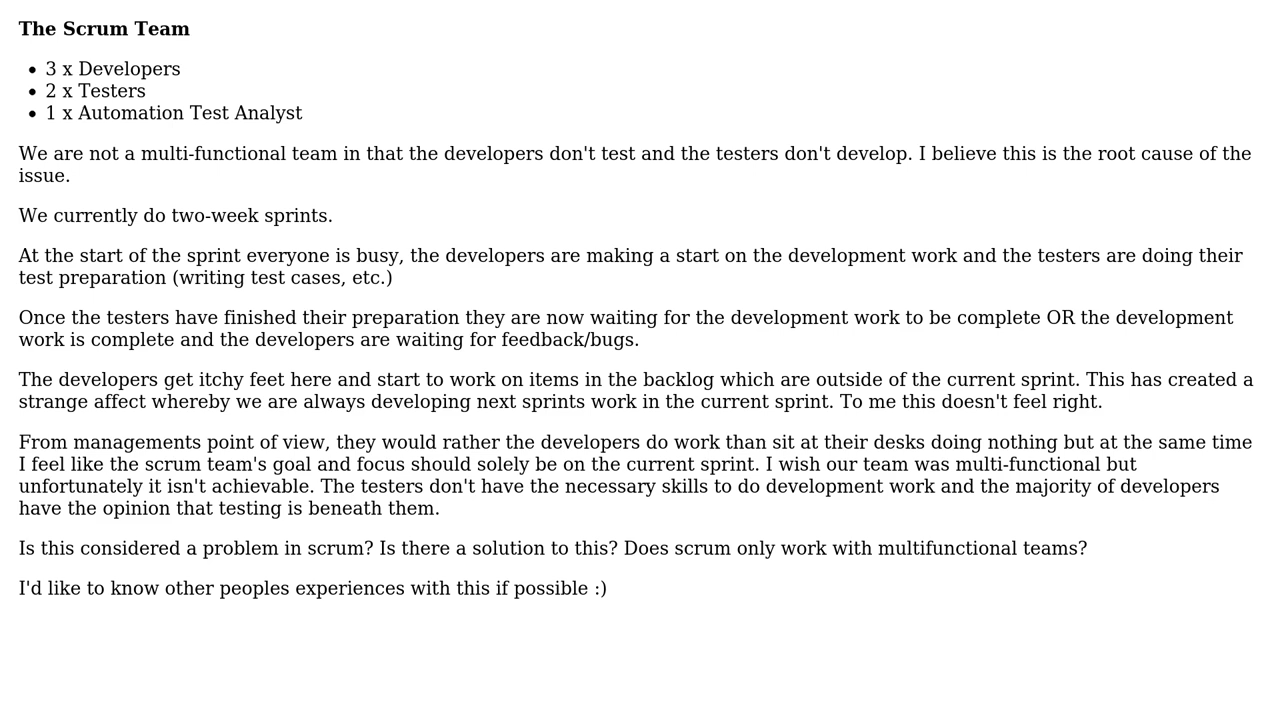 The Scrum Team
• 3 x Developers
• 2 x Testers
• 1 x Automation Test Analyst
We are not a multi-functional team in that the developers don't test and the testers don't develop. I believe this is the root cause of the
issue.
We currently do two-week sprints.
At the start of the sprint everyone is busy, the developers are making a start on the development work and the testers are doing their
test preparation (writing test cases, etc.)
Once the testers have finished their preparation they are now waiting for the development work to be complete OR the development
work is complete and the developers are waiting for feedback/bugs.
The developers get itchy feet here and start to work on items in the backlog which are outside of the current sprint. This has created a
strange affect whereby we are always developing next sprints work in the current sprint. To me this doesn't feel right.
From managements point of view, they would rather the developers do work than sit at their desks doing nothing but at the same time
I feel like the scrum team's goal and focus should solely be on the current sprint. I wish our team was multi-functional but
unfortunately it isn't achievable. The testers don't have the necessary skills to do development work and the majority of developers
have the opinion that testing is beneath them.
Is this considered a problem in scrum? Is there a solution to this? Does scrum only work with multifunctional teams?
I'd like to know other peoples experiences with this if possible :)